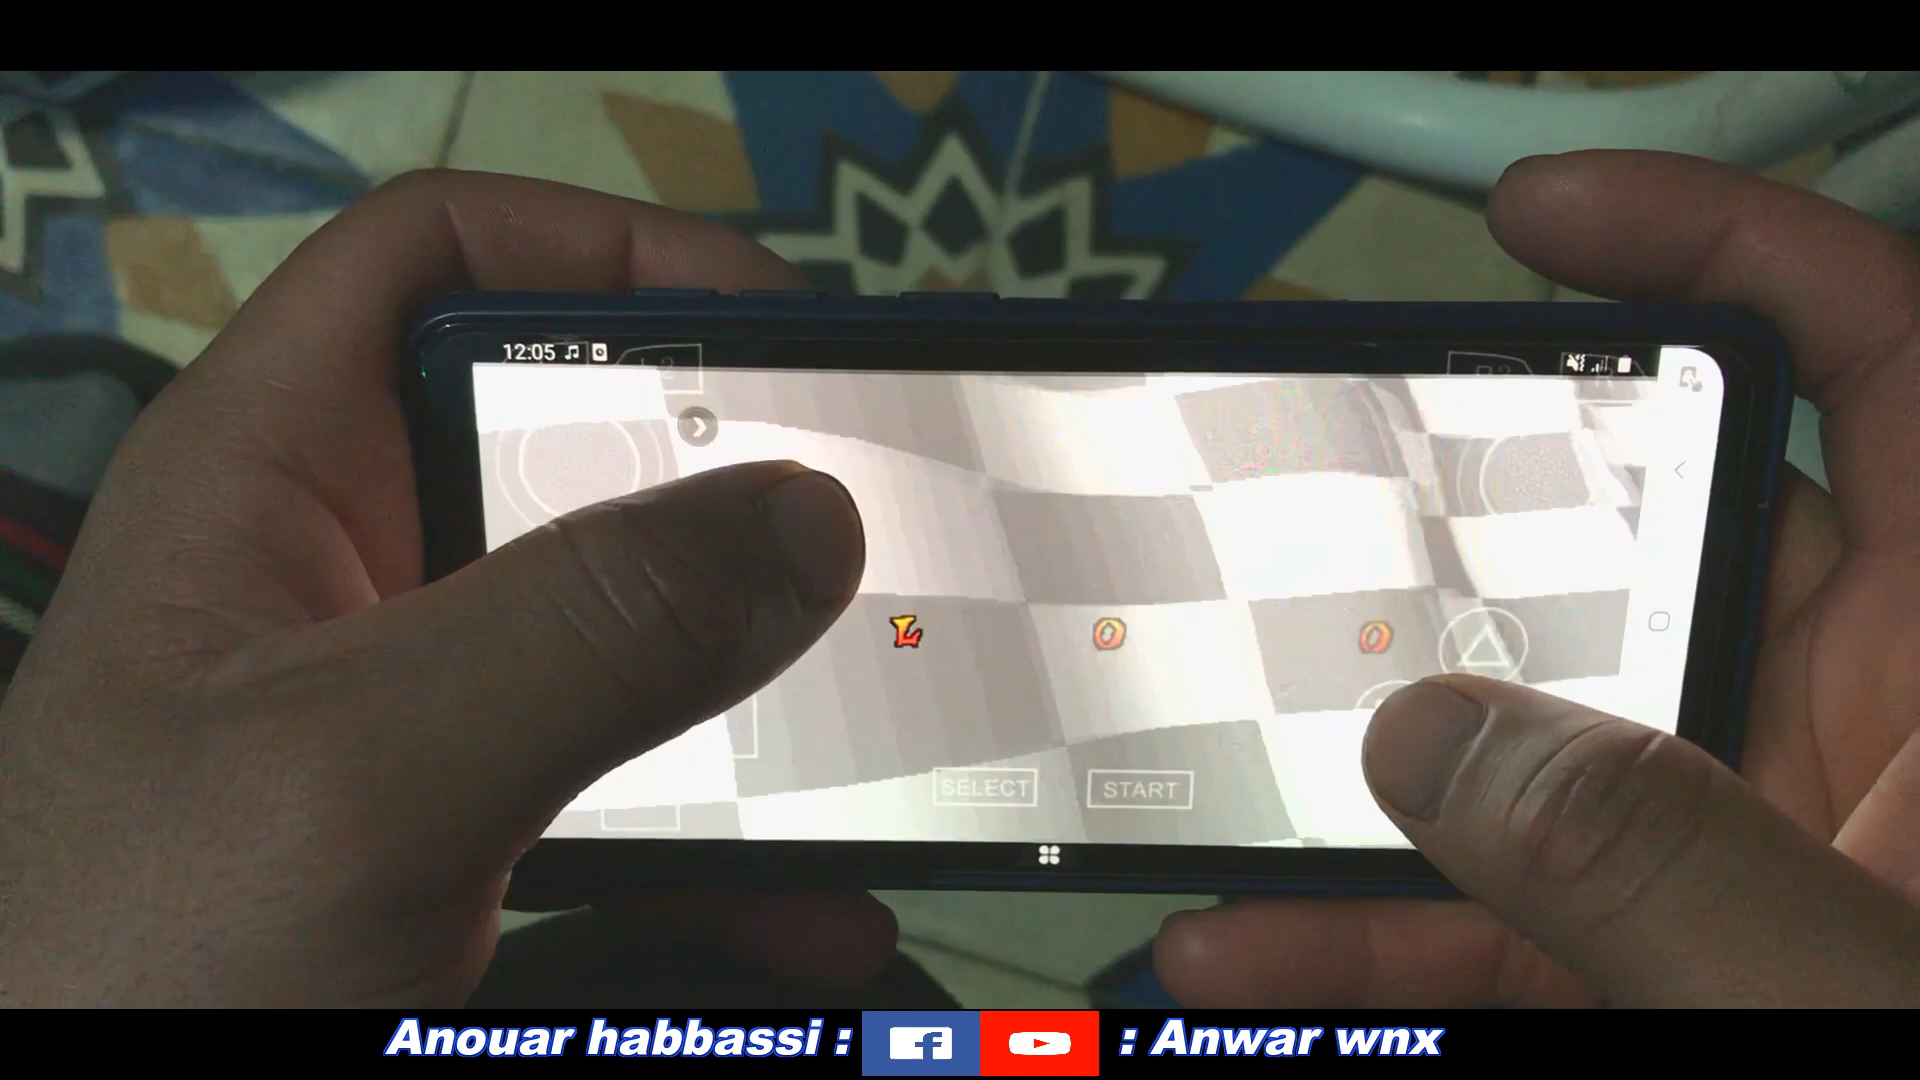 12:05
L O O
SELECT START
Anouar habbassi : : Anwar wnx